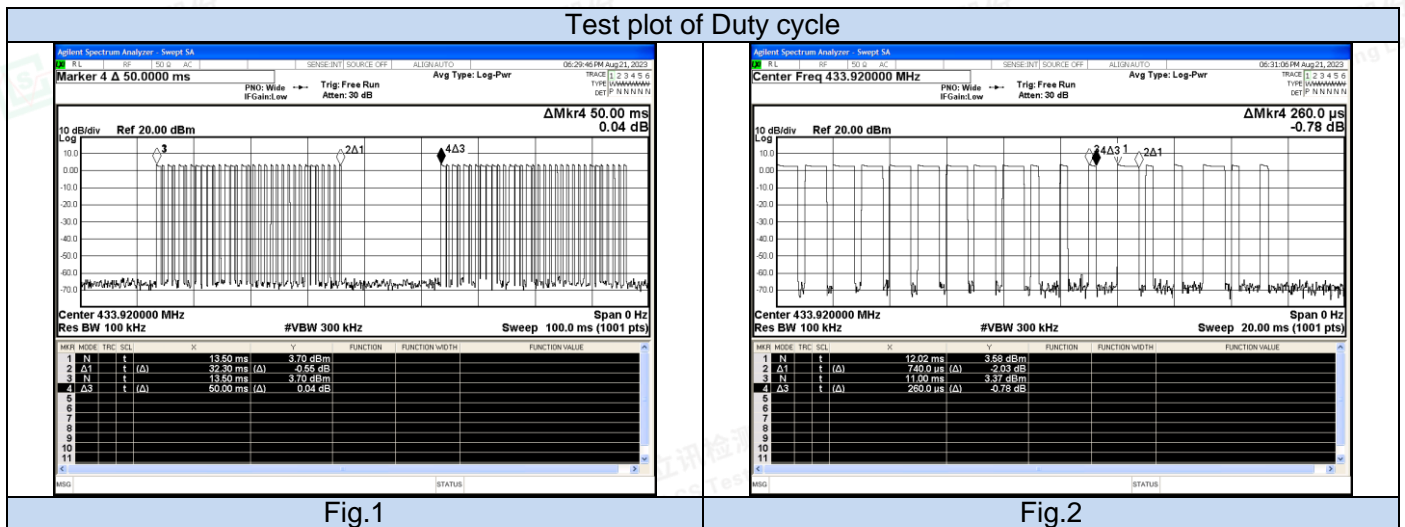 Test plot of Duty cycle
Agilent Spectrum Analyzer - Swept SA
RL RF 50 Ω AC SENSE:INT SOURCE OFF ALIGNAUTO 06:29:46 PM Aug 21, 2023
Marker 4 Δ 50.0000 ms
PNO: Wide Trig: Free Run Avg Type: Log-Pwr TRACE 1 2 3 4 5 6
IFGain:Low Atten: 30 dB TYPE
DET P N N N N N
ΔMkr4 50.00 ms
0.04 dB
10 dB/div Ref 20.00 dBm
Log
3 2Δ1 4Δ3
10.0
0.00
-10.0
-20.0
-30.0
-40.0
-50.0
-60.0
-70.0
Center 433.920000 MHz Span 0 Hz
Res BW 100 kHz #VBW 300 kHz Sweep 100.0 ms (1001 pts)
MKR MODE TRC SCL X Y FUNCTION FUNCTION WIDTH FUNCTION VALUE
1 N t 13.50 ms 3.70 dBm
2 Δ1 t (Δ) 32.30 ms (Δ) -0.55 dB
3 N t 13.50 ms 3.70 dBm
4 Δ3 t (Δ) 50.00 ms (Δ) 0.04 dB
5
6
7
8
9
10
11
MSG STATUS
Fig.1
Agilent Spectrum Analyzer - Swept SA
RL RF 50 Ω AC SENSE:INT SOURCE OFF ALIGNAUTO 06:31:06 PM Aug 21, 2023
Center Freq 433.920000 MHz
PNO: Wide Trig: Free Run Avg Type: Log-Pwr TRACE 1 2 3 4 5 6
IFGain:Low Atten: 30 dB TYPE
DET P N N N N N
ΔMkr4 260.0 µs
-0.78 dB
10 dB/div Ref 20.00 dBm
Log
4Δ3 1 2Δ1
10.0
0.00
-10.0
-20.0
-30.0
-40.0
-50.0
-60.0
-70.0
Center 433.920000 MHz Span 0 Hz
Res BW 100 kHz #VBW 300 kHz Sweep 20.00 ms (1001 pts)
MKR MODE TRC SCL X Y FUNCTION FUNCTION WIDTH FUNCTION VALUE
1 N t 12.02 ms 3.58 dBm
2 Δ1 t (Δ) 740.0 µs (Δ) -2.03 dB
3 N t 11.00 ms 3.37 dBm
4 Δ3 t (Δ) 260.0 µs (Δ) -0.78 dB
5
6
7
8
9
10
11
MSG STATUS
Fig.2